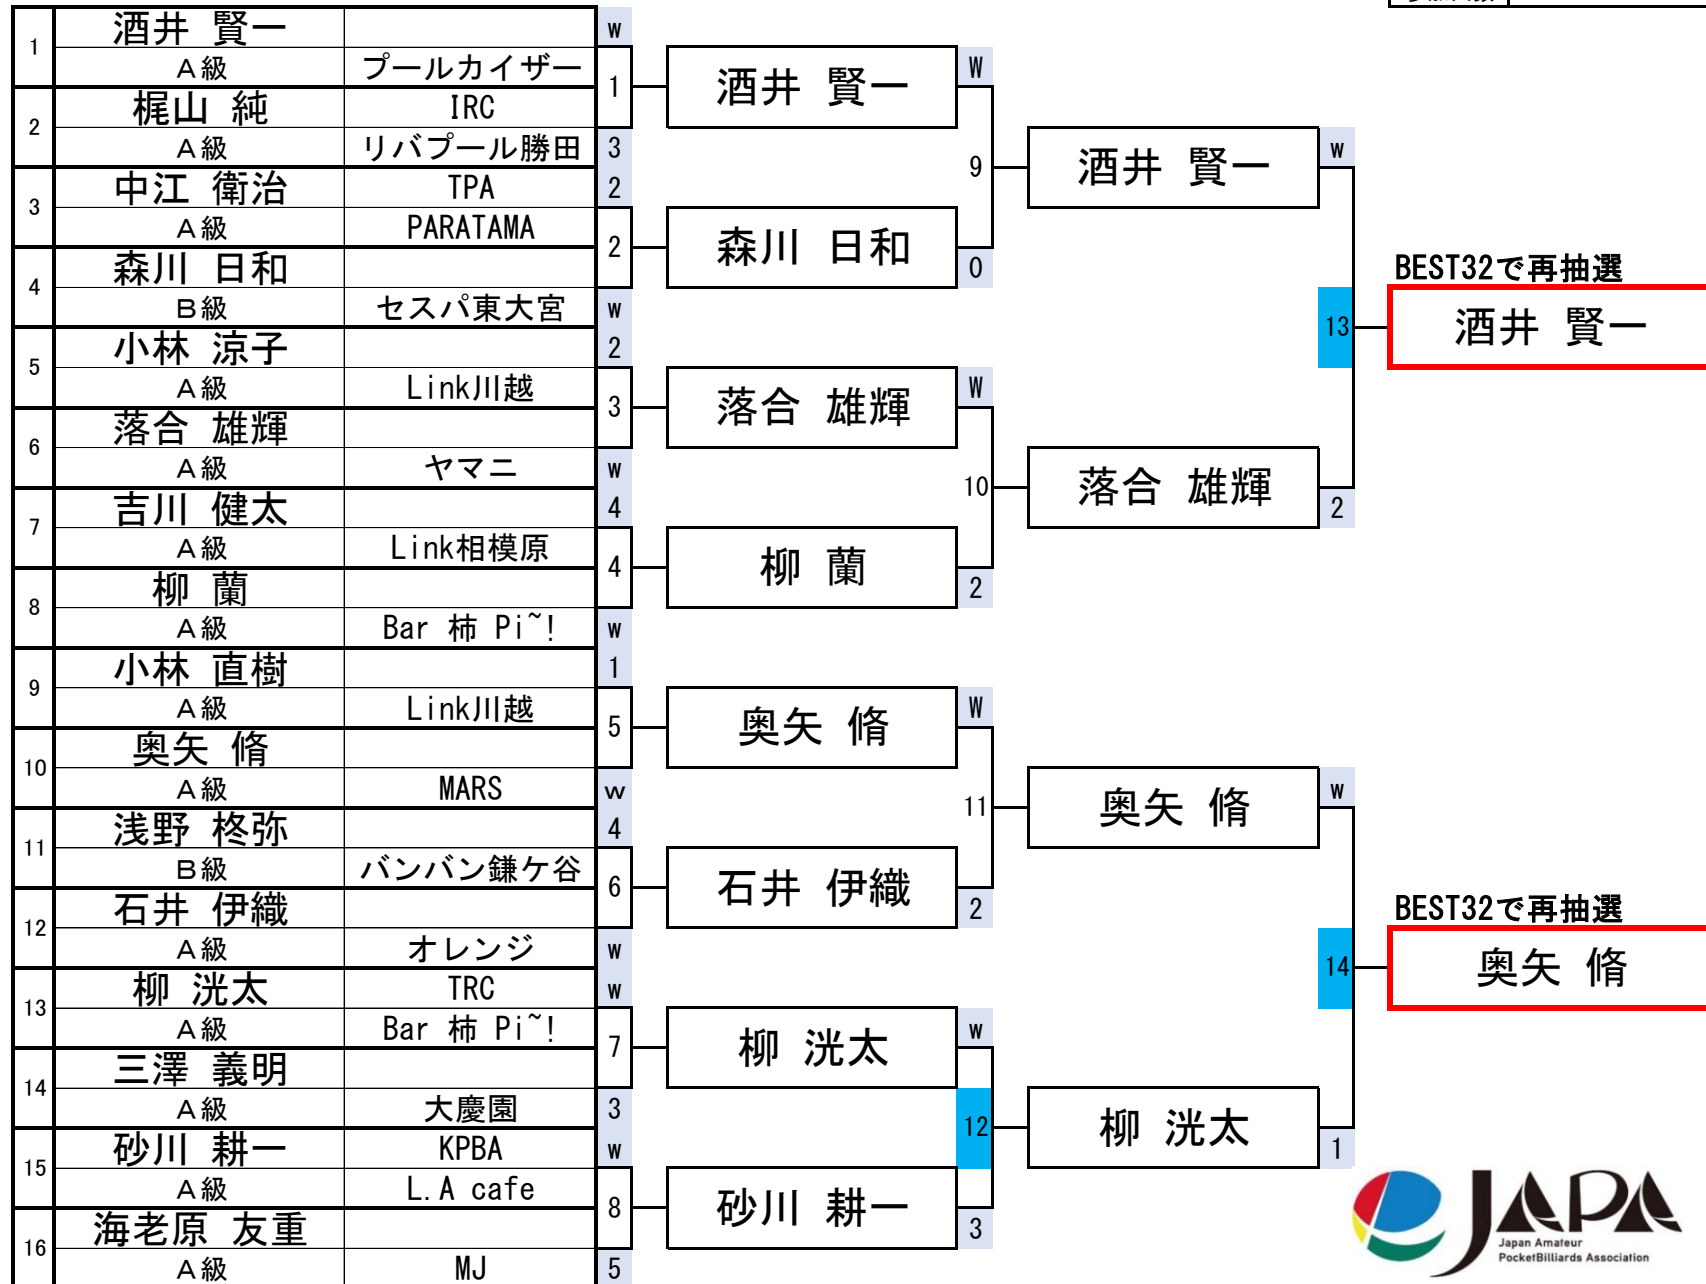 1 酒井 賢一 w
A級 プールカイザー
2 梶山 純 IRC
A級 リバプール勝田 3
3 中江 衛治 TPA 2
A級 PARATAMA
4 森川 日和
B級 セスパ東大宮 w
5 小林 涼子 2
A級 Link川越
6 落合 雄輝
A級 ヤマニ w
7 吉川 健太 4
A級 Link相模原
8 柳 蘭
A級 Bar 柿 Pi~! w
9 小林 直樹 1
A級 Link川越
10 奥矢 脩
A級 MARS w
11 浅野 柊弥 4
B級 バンバン鎌ケ谷
12 石井 伊織
A級 オレンジ w
13 柳 洸太 TRC w
A級 Bar 柿 Pi~!
14 三澤 義明
A級 大慶園 3
15 砂川 耕一 KPBA w
A級 L.A cafe
16 海老原 友重
A級 MJ 5
1 酒井 賢一 W
2 森川 日和 0
3 落合 雄輝 W
4 柳 蘭 2
5 奥矢 脩 W
6 石井 伊織 2
7 柳 洸太 w
8 砂川 耕一 3
9 酒井 賢一 w
10 落合 雄輝 2
11 奥矢 脩 w
12 柳 洸太 1
BEST32で再抽選
13 酒井 賢一
BEST32で再抽選
14 奥矢 脩
JAPA
Japan Amateur
PocketBilliards Association